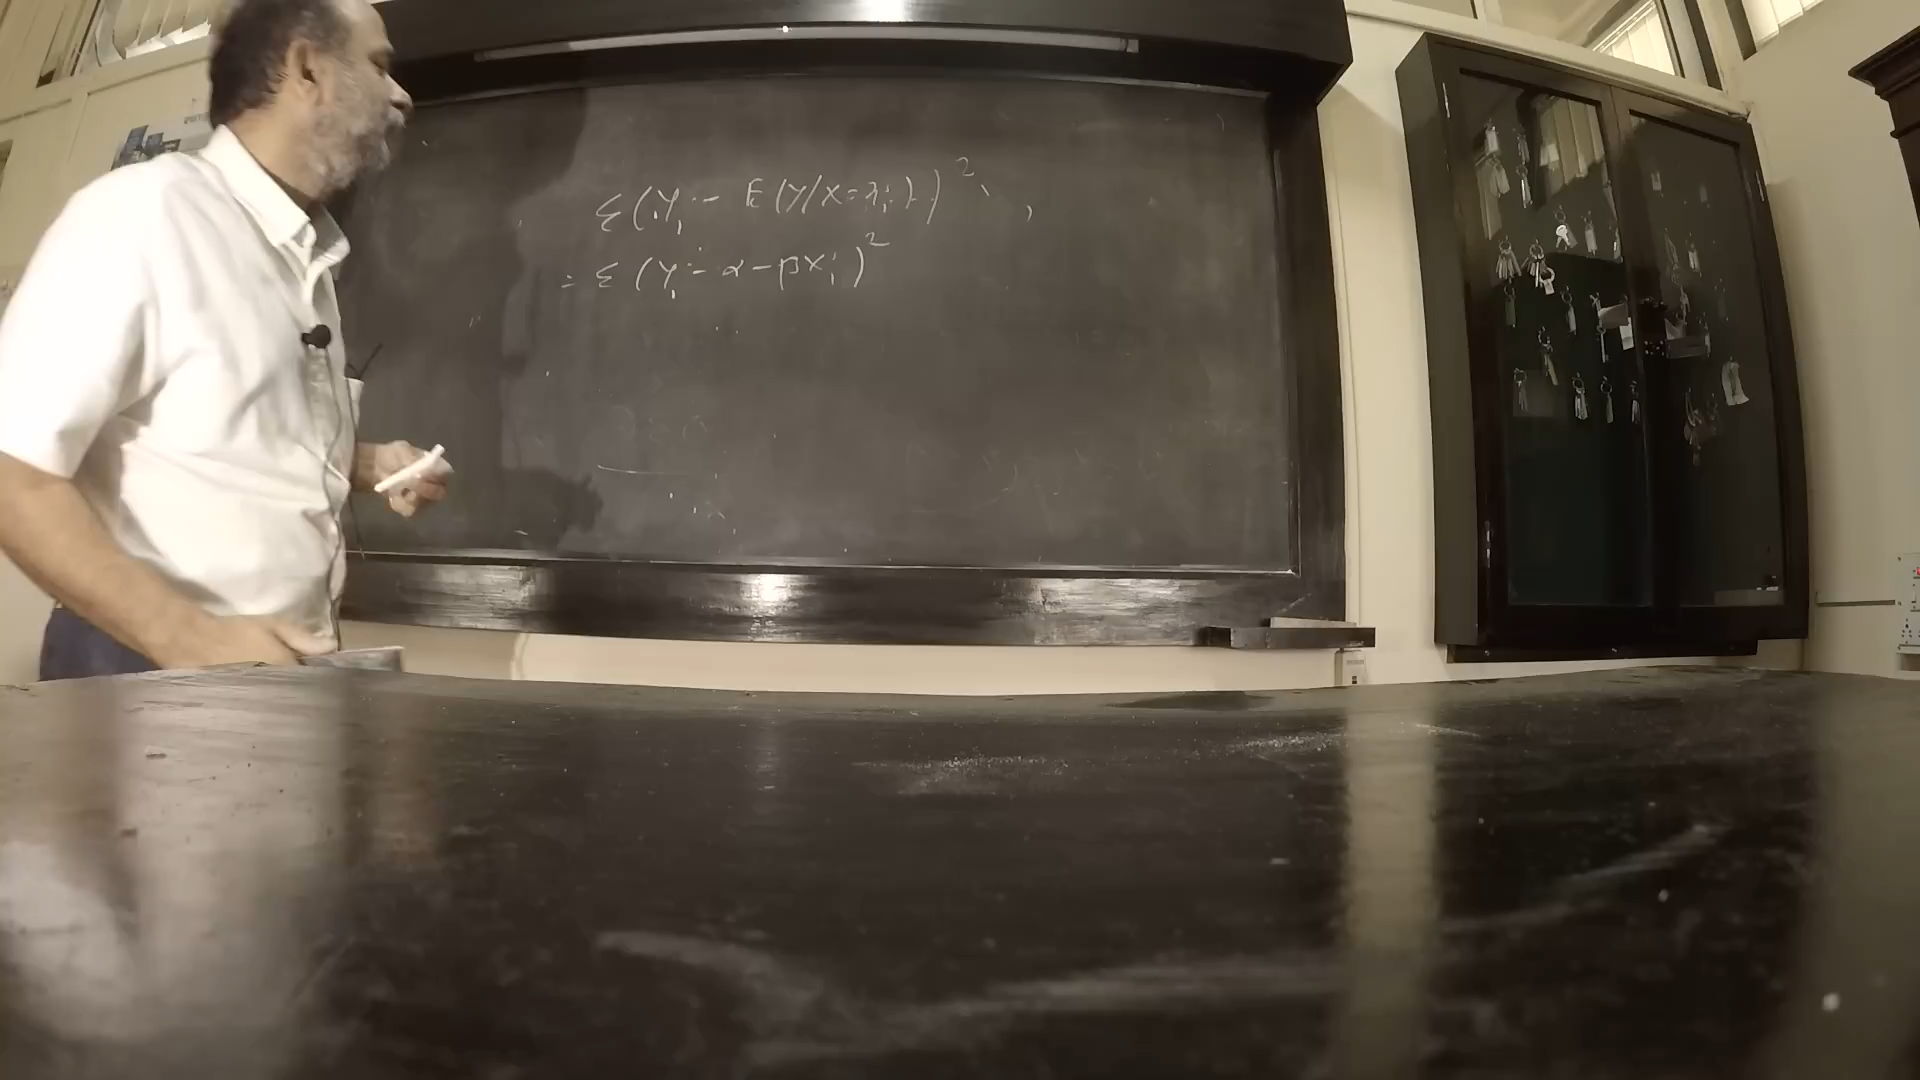 Σ(Yi - E(Y/X=xi))²
= Σ(Yi - α - βXi)²